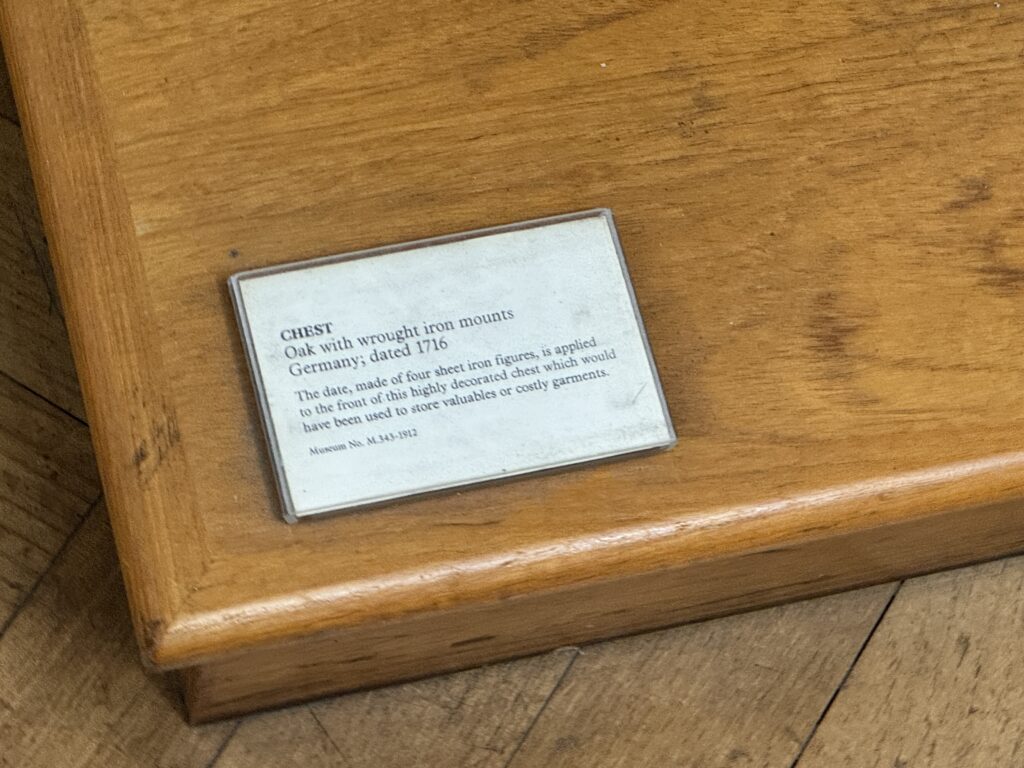 CHEST
Oak with wrought iron mounts
Germany; dated 1716
The date, made of four sheet iron figures, is applied
to the front of this highly decorated chest which would
have been used to store valuables or costly garments.
Museum No. M.343-1912